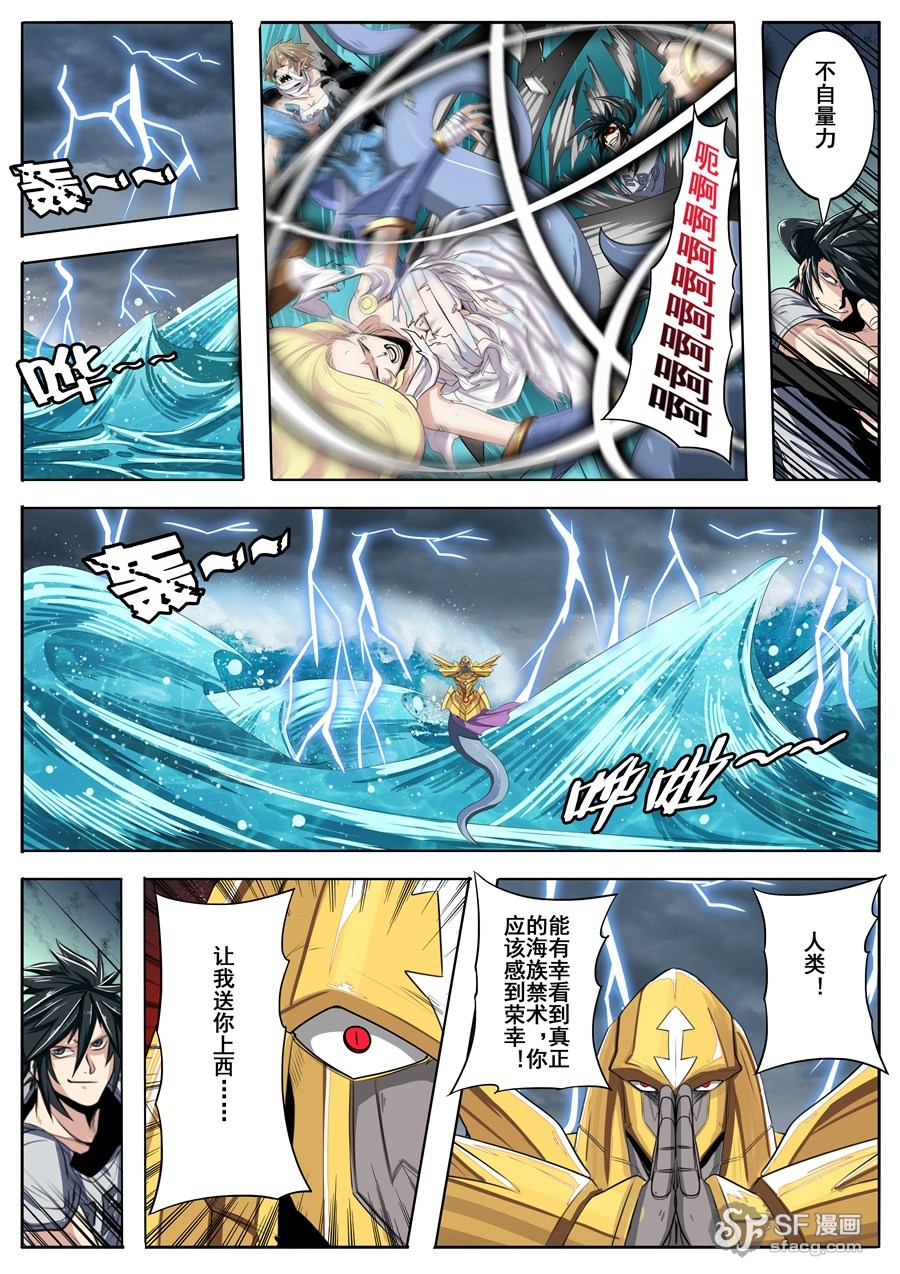 不自量力
呃啊啊啊啊啊啊啊
轰～～
轰～～
哗啦～～
人类！
能有幸看到真正
的海族禁术，你
应该感到荣幸！
让我送你上西……
SF漫画
sfacg.com